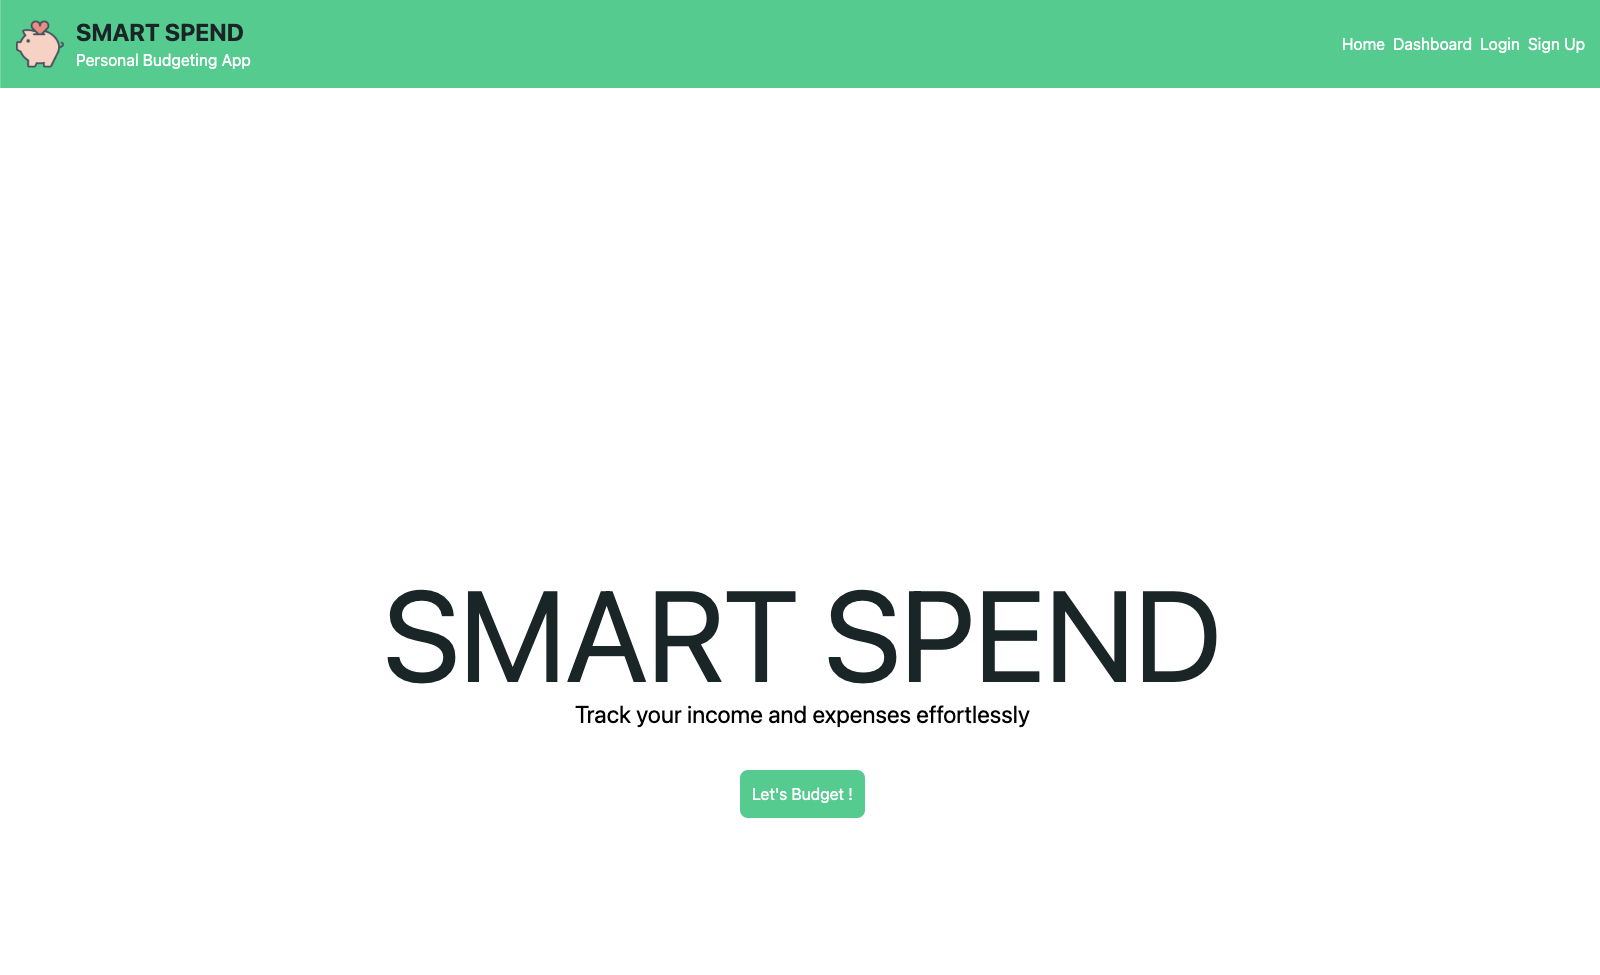 SMART SPEND
Personal Budgeting App
Home Dashboard Login Sign Up
SMART SPEND
Track your income and expenses effortlessly
Let's Budget !